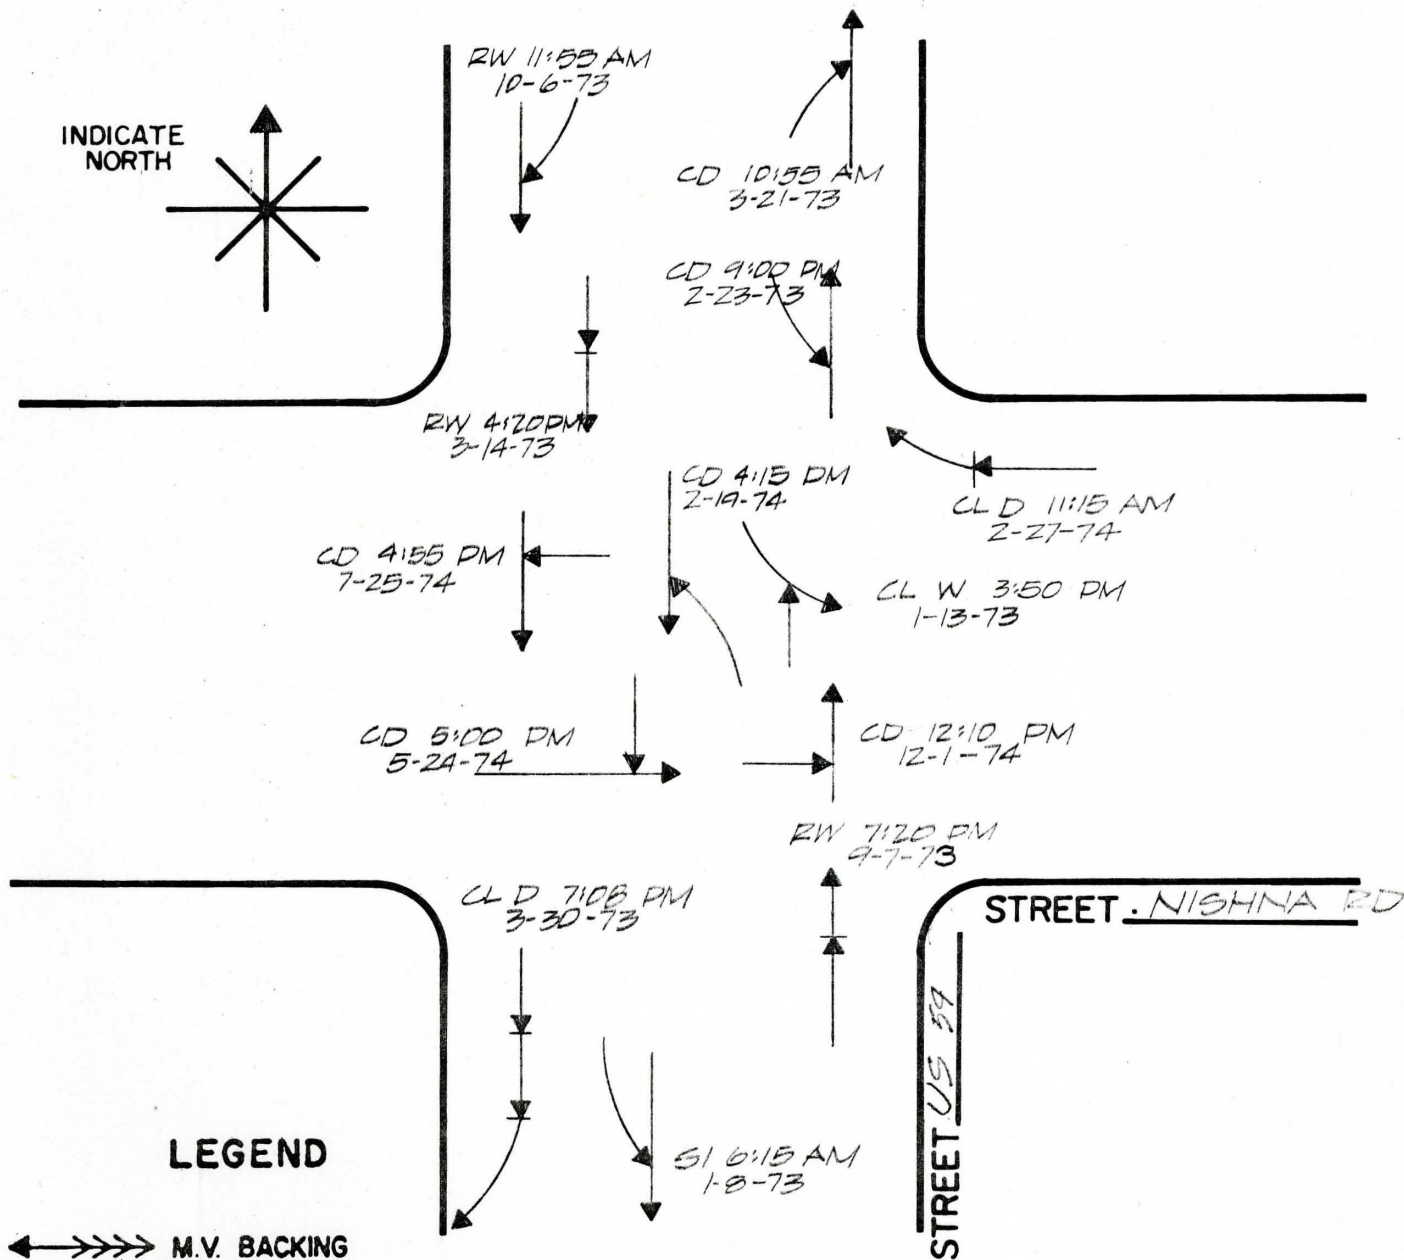 RW 11:55 AM
10-6-73
INDICATE
NORTH
CD 10:55 AM
3-21-73
CD 9:00 PM
2-23-73
RW 4:20 PM
3-14-73
CD 4:15 PM
2-19-74
CL D 11:15 AM
2-27-74
CD 4:55 PM
7-25-74
CL W 3:50 PM
1-13-73
CD 5:00 PM
5-24-74
CD 12:10 PM
12-1-74
RW 7:20 PM
9-7-73
CL D 7:08 PM
3-30-73
STREET. NISHNA RD
STREET US 59
LEGEND
SI 6:15 AM
1-8-73
M.V. BACKING